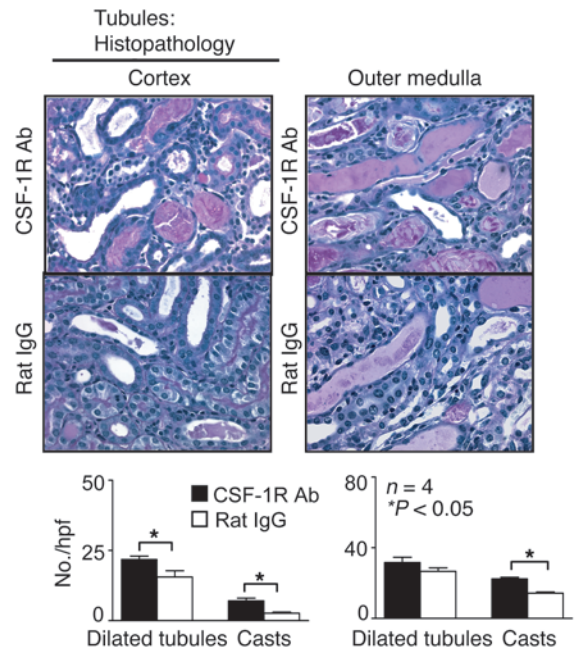 Tubules:
Histopathology
Cortex
Outer medulla
CSF-1R Ab
CSF-1R Ab
Rat IgG
Rat IgG
No./hpf
50
25
0
CSF-1R Ab
Rat IgG
*
*
Dilated tubules
Casts
80
40
0
n = 4
*P < 0.05
*
Dilated tubules
Casts